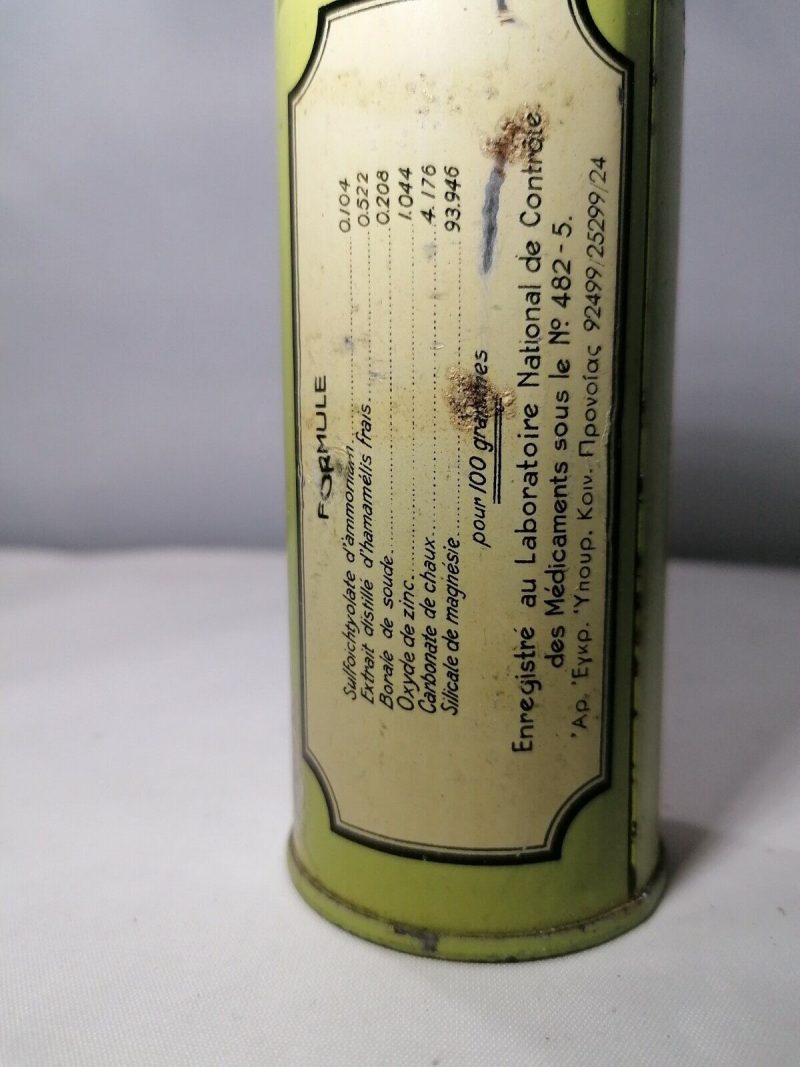 FORMULE
Sulfoichtyolate d'ammonium 0.104
Extrait distillé d'hamamélis frais 0.522
Borate de soude 0.208
Oxyde de zinc 1.044
Carbonate de chaux 4.176
Silicate de magnésie 93.946
pour 100 grammes
Enregistré au Laboratoire National de Contrôle
des Médicaments sous le Nº 482-5.
'Αρ. Ἐγκρ. Ὑπουρ. Κοιν. Προνοίας 92499/25299/24